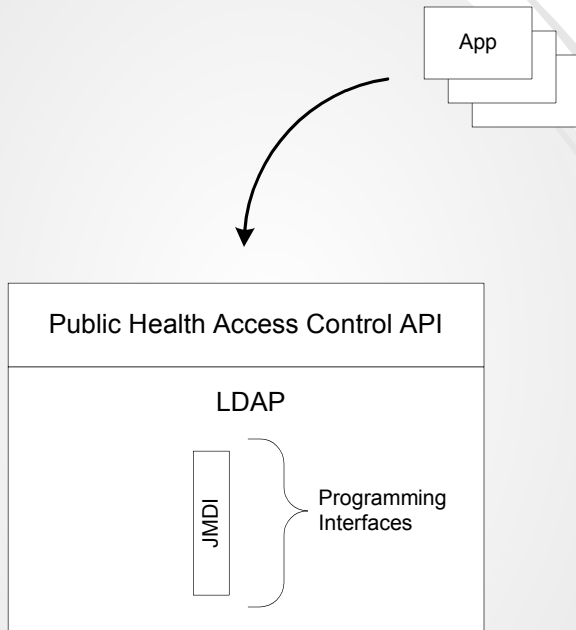 App
Public Health Access Control API
LDAP
JMDI
Programming
Interfaces